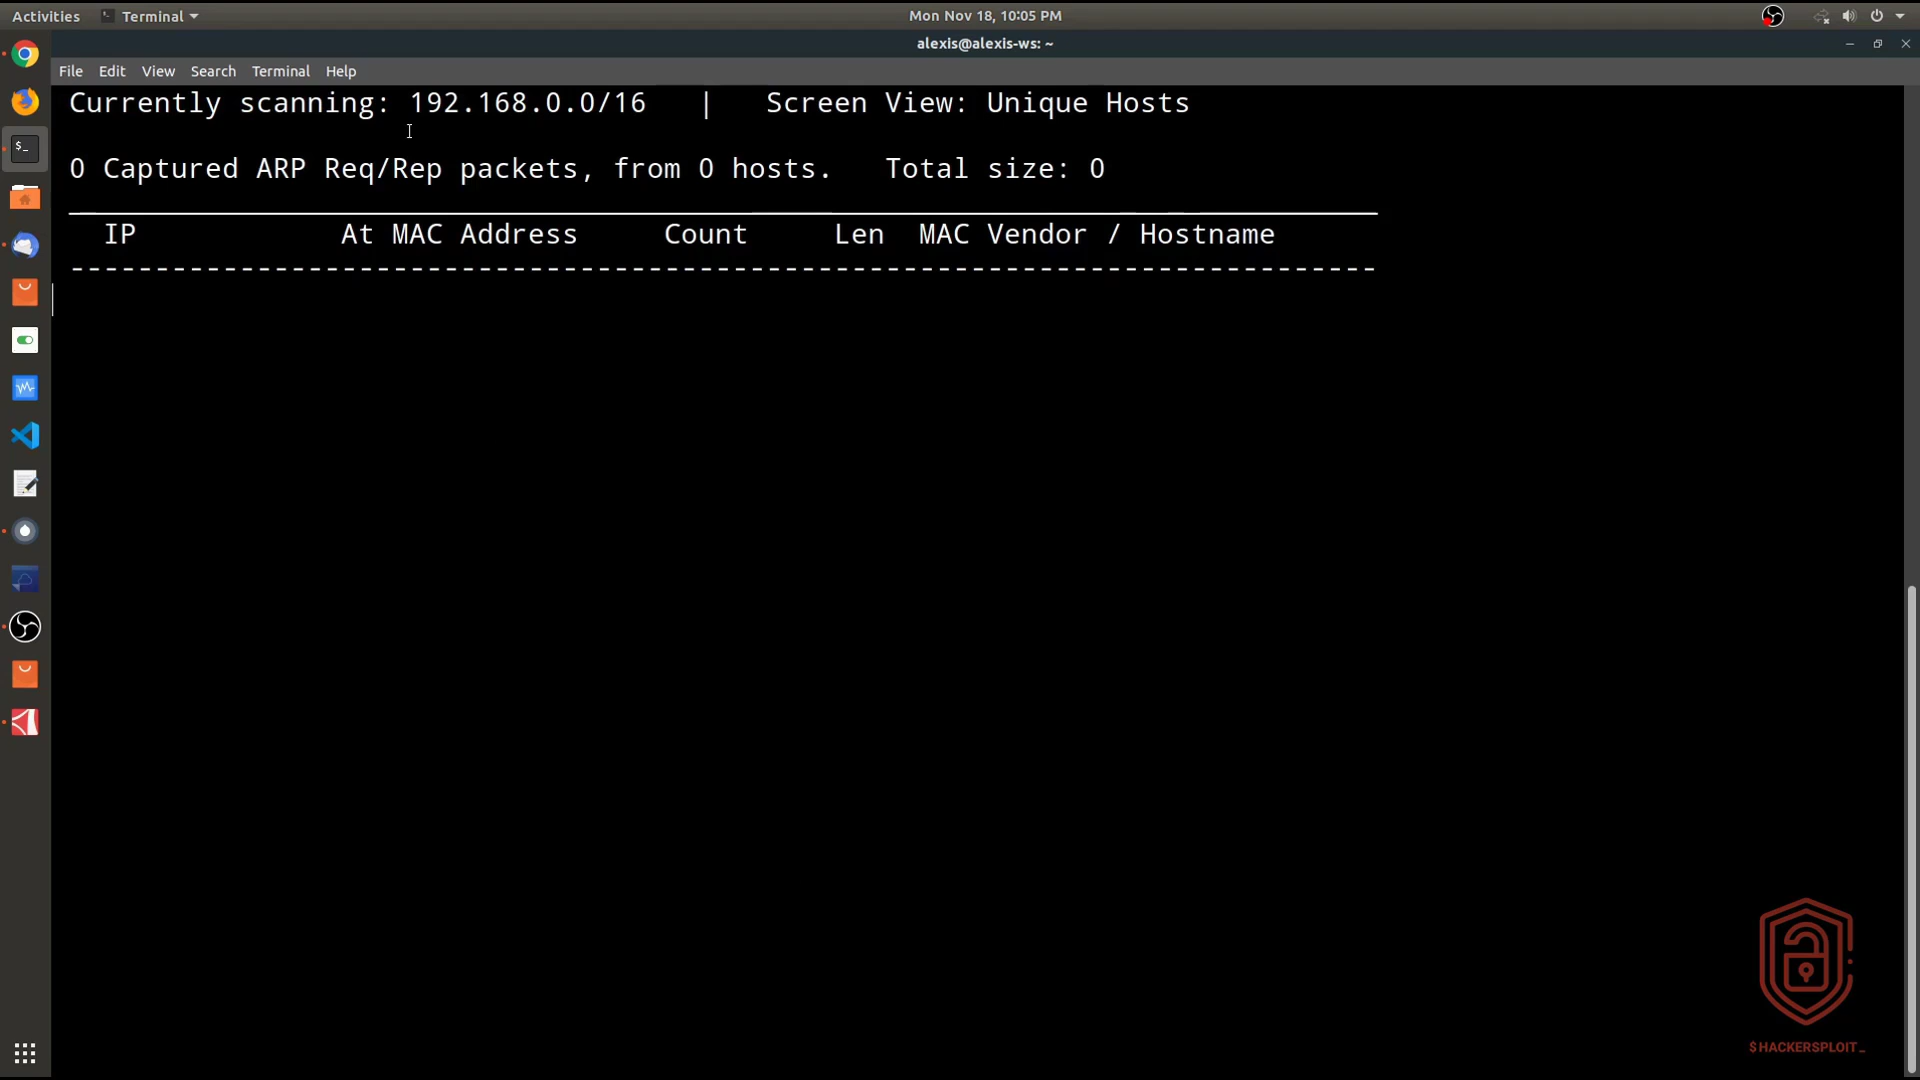 Activities Terminal Mon Nov 18, 10:05 PM
alexis@alexis-ws: ~
File Edit View Search Terminal Help
Currently scanning: 192.168.0.0/16 | Screen View: Unique Hosts
0 Captured ARP Req/Rep packets, from 0 hosts. Total size: 0
_____________________________________________________________________________
IP At MAC Address Count Len MAC Vendor / Hostname
-----------------------------------------------------------------------------
$HACKERSPLOIT_